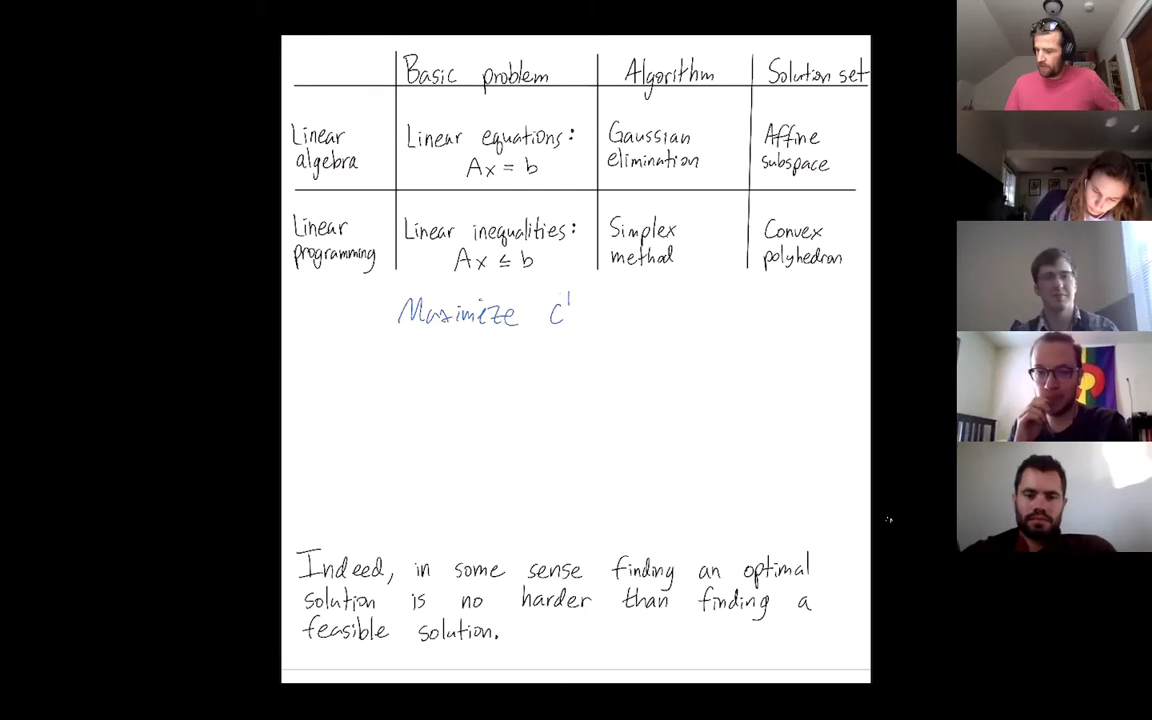 Basic problem Algorithm Solution set
Linear algebra Linear equations: Ax = b Gaussian elimination Affine subspace
Linear programming Linear inequalities: Ax ≤ b Simplex method Convex polyhedron
Maximize c
Indeed, in some sense finding an optimal
solution is no harder than finding a
feasible solution.